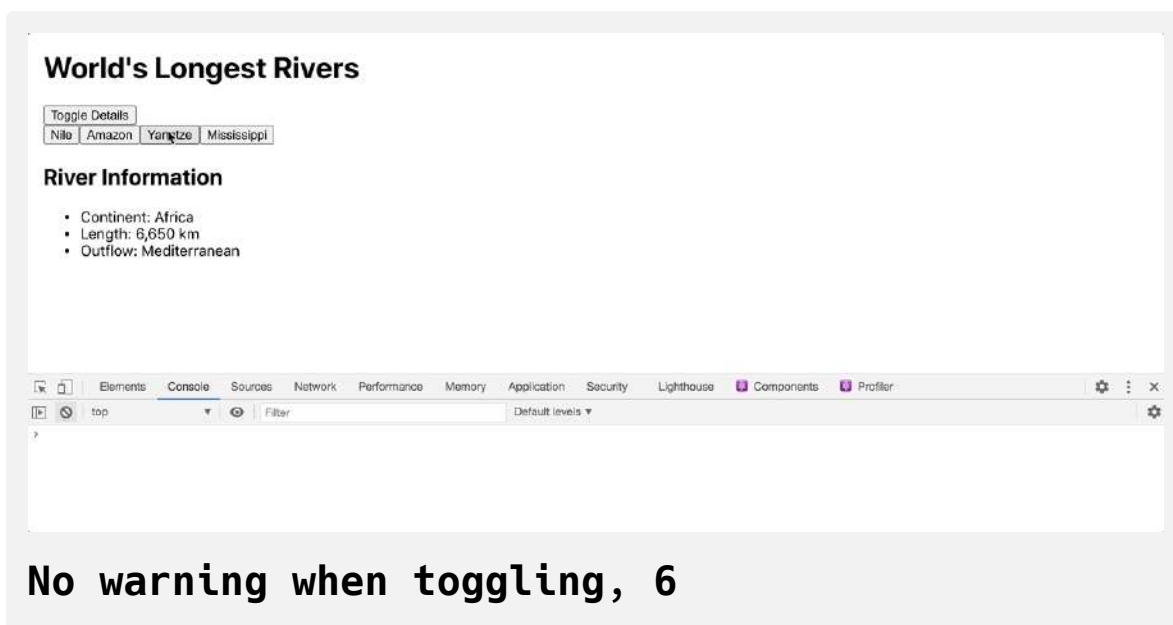 World's Longest Rivers
Toggle Details
Nile Amazon Yangtze Mississippi
River Information
• Continent: Africa
• Length: 6,650 km
• Outflow: Mediterranean
Elements Console Sources Network Performance Memory Application Security Lighthouse Components Profiler
top Filter Default levels
No warning when toggling, 6